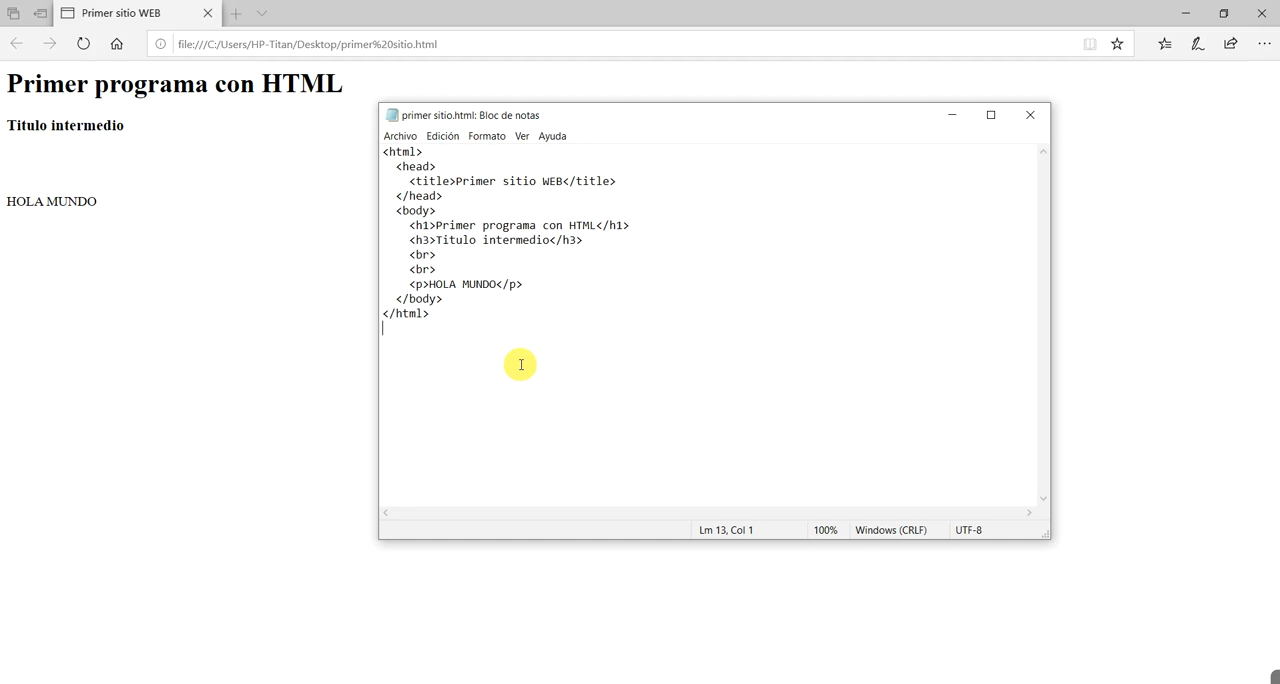 Primer sitio WEB
file:///C:/Users/HP-Titan/Desktop/primer%20sitio.html
Primer programa con HTML
Titulo intermedio
HOLA MUNDO
primer sitio.html: Bloc de notas
Archivo Edición Formato Ver Ayuda
<html>
<head>
<title>Primer sitio WEB</title>
</head>
<body>
<h1>Primer programa con HTML</h1>
<h3>Titulo intermedio</h3>
<br>
<br>
<p>HOLA MUNDO</p>
</body>
</html>
Lm 13, Col 1 100% Windows (CRLF) UTF-8